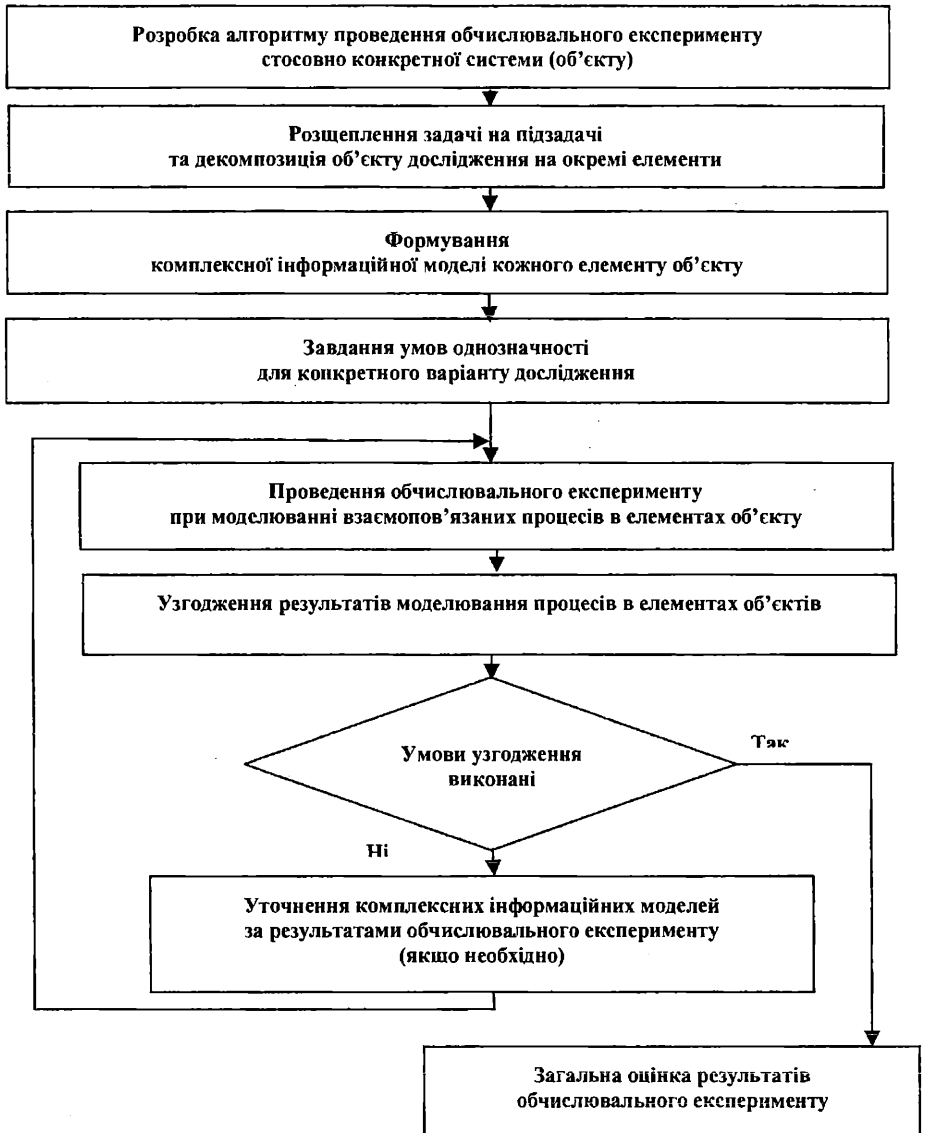 Розробка алгоритму проведення обчислювального експерименту
стосовно конкретної системи (об’єкту)
Розщеплення задачі на підзадачі
та декомпозиція об’єкту дослідження на окремі елементи
Формування
комплексної інформаційної моделі кожного елементу об’єкту
Завдання умов однозначності
для конкретного варіанту дослідження
Проведення обчислювального експерименту
при моделюванні взаємопов’язаних процесів в елементах об’єкту
Узгодження результатів моделювання процесів в елементах об’єктів
Умови узгодження
виконані
Так
Ні
Уточнення комплексних інформаційних моделей
за результатами обчислювального експерименту
(якшо необхідно)
Загальна оцінка результатів
обчислювального експерименту